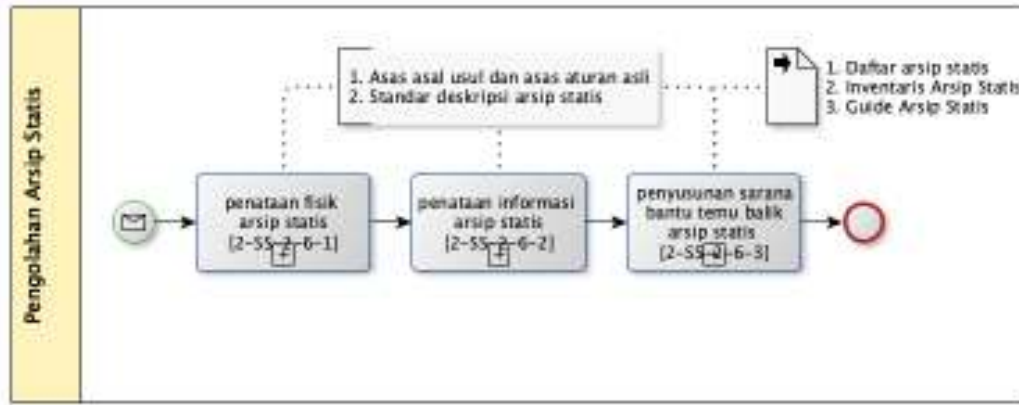 Pengolahan Arsip Statis
1. Asas asal usul dan asas aturan asli
2. Standar deskripsi arsip statis
1. Daftar arsip statis
2. Inventaris Arsip Statis
3. Guide Arsip Statis
penataan fisik
arsip statis
[2-SS-2-6-1]
penataan informasi
arsip statis
[2-SS-2-6-2]
penyusunan sarana
bantu temu balik
arsip statis
[2-SS-2-6-3]